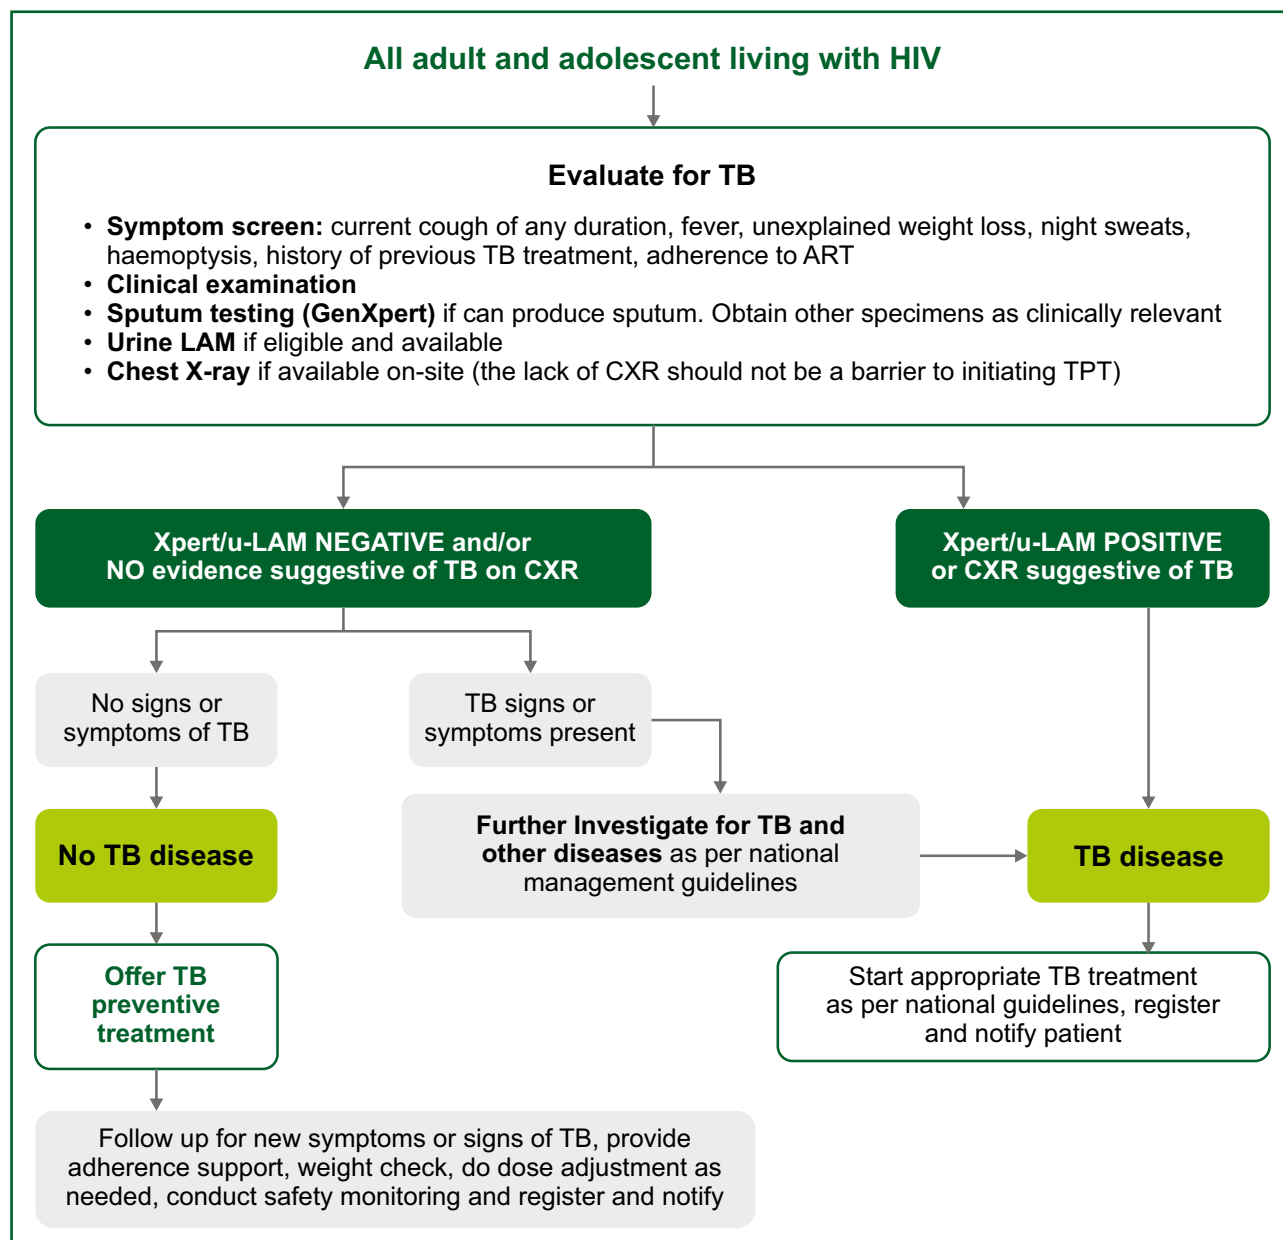 All adult and adolescent living with HIV
Evaluate for TB
• Symptom screen: current cough of any duration, fever, unexplained weight loss, night sweats,
haemoptysis, history of previous TB treatment, adherence to ART
• Clinical examination
• Sputum testing (GenXpert) if can produce sputum. Obtain other specimens as clinically relevant
• Urine LAM if eligible and available
• Chest X-ray if available on-site (the lack of CXR should not be a barrier to initiating TPT)
Xpert/u-LAM NEGATIVE and/or
NO evidence suggestive of TB on CXR
Xpert/u-LAM POSITIVE
or CXR suggestive of TB
No signs or
symptoms of TB
TB signs or
symptoms present
No TB disease
Further Investigate for TB and
other diseases as per national
management guidelines
TB disease
Offer TB
preventive
treatment
Start appropriate TB treatment
as per national guidelines, register
and notify patient
Follow up for new symptoms or signs of TB, provide
adherence support, weight check, do dose adjustment as
needed, conduct safety monitoring and register and notify